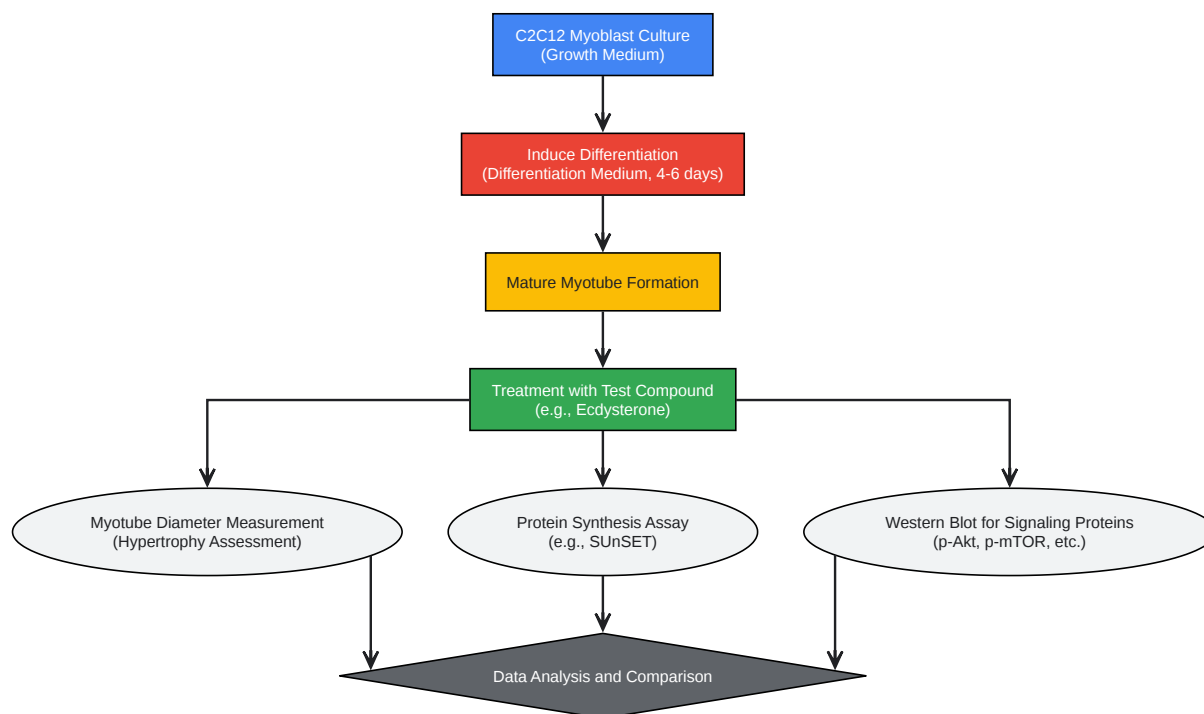 C2C12 Myoblast Culture
(Growth Medium)
Induce Differentiation
(Differentiation Medium, 4-6 days)
Mature Myotube Formation
Treatment with Test Compound
(e.g., Ecdysterone)
Myotube Diameter Measurement
(Hypertrophy Assessment)
Protein Synthesis Assay
(e.g., SUnSET)
Western Blot for Signaling Proteins
(p-Akt, p-mTOR, etc.)
Data Analysis and Comparison